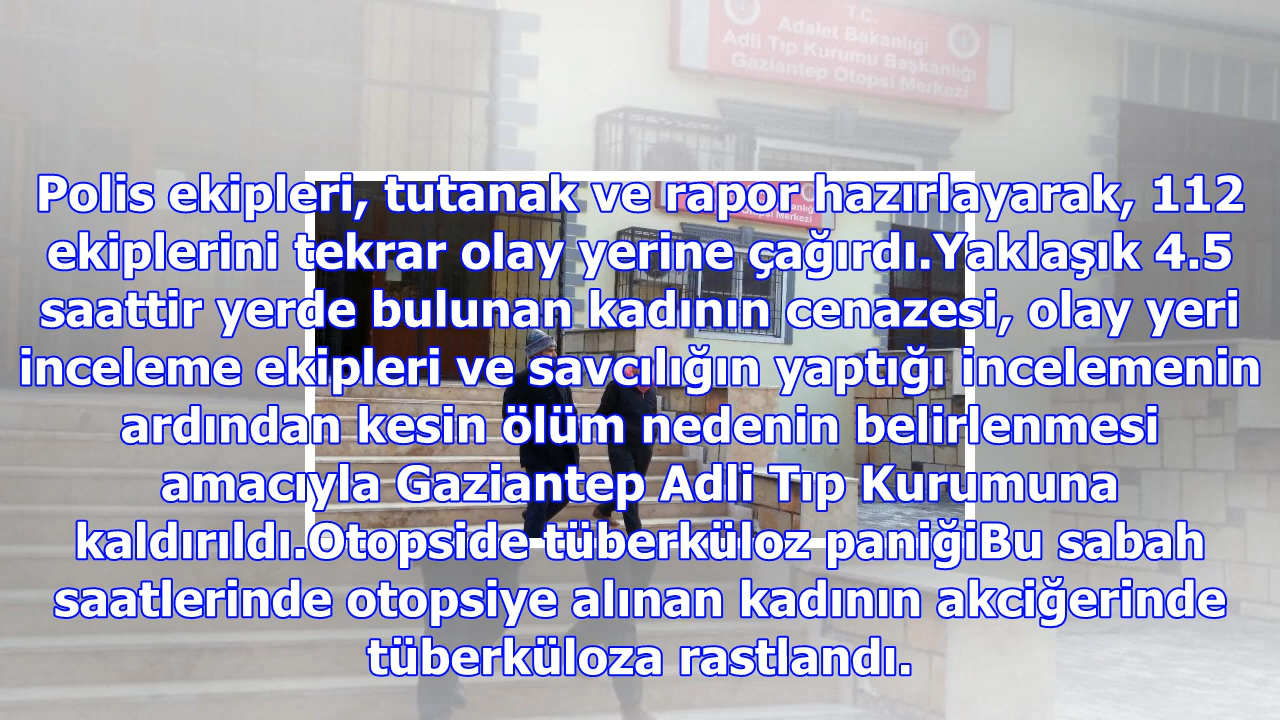 T.C.
Adalet Bakanlığı
Adli Tıp Kurumu Başkanlığı
Gaziantep Otopsi Merkezi
Polis ekipleri, tutanak ve rapor hazırlayarak, 112
ekiplerini tekrar olay yerine çağırdı.Yaklaşık 4.5
saattir yerde bulunan kadının cenazesi, olay yeri
inceleme ekipleri ve savcılığın yaptığı incelemenin
ardından kesin ölüm nedenin belirlenmesi
amacıyla Gaziantep Adli Tıp Kurumuna
kaldırıldı.Otopside tüberküloz paniğiBu sabah
saatlerinde otopsiye alınan kadının akciğerinde
tüberküloza rastlandı.